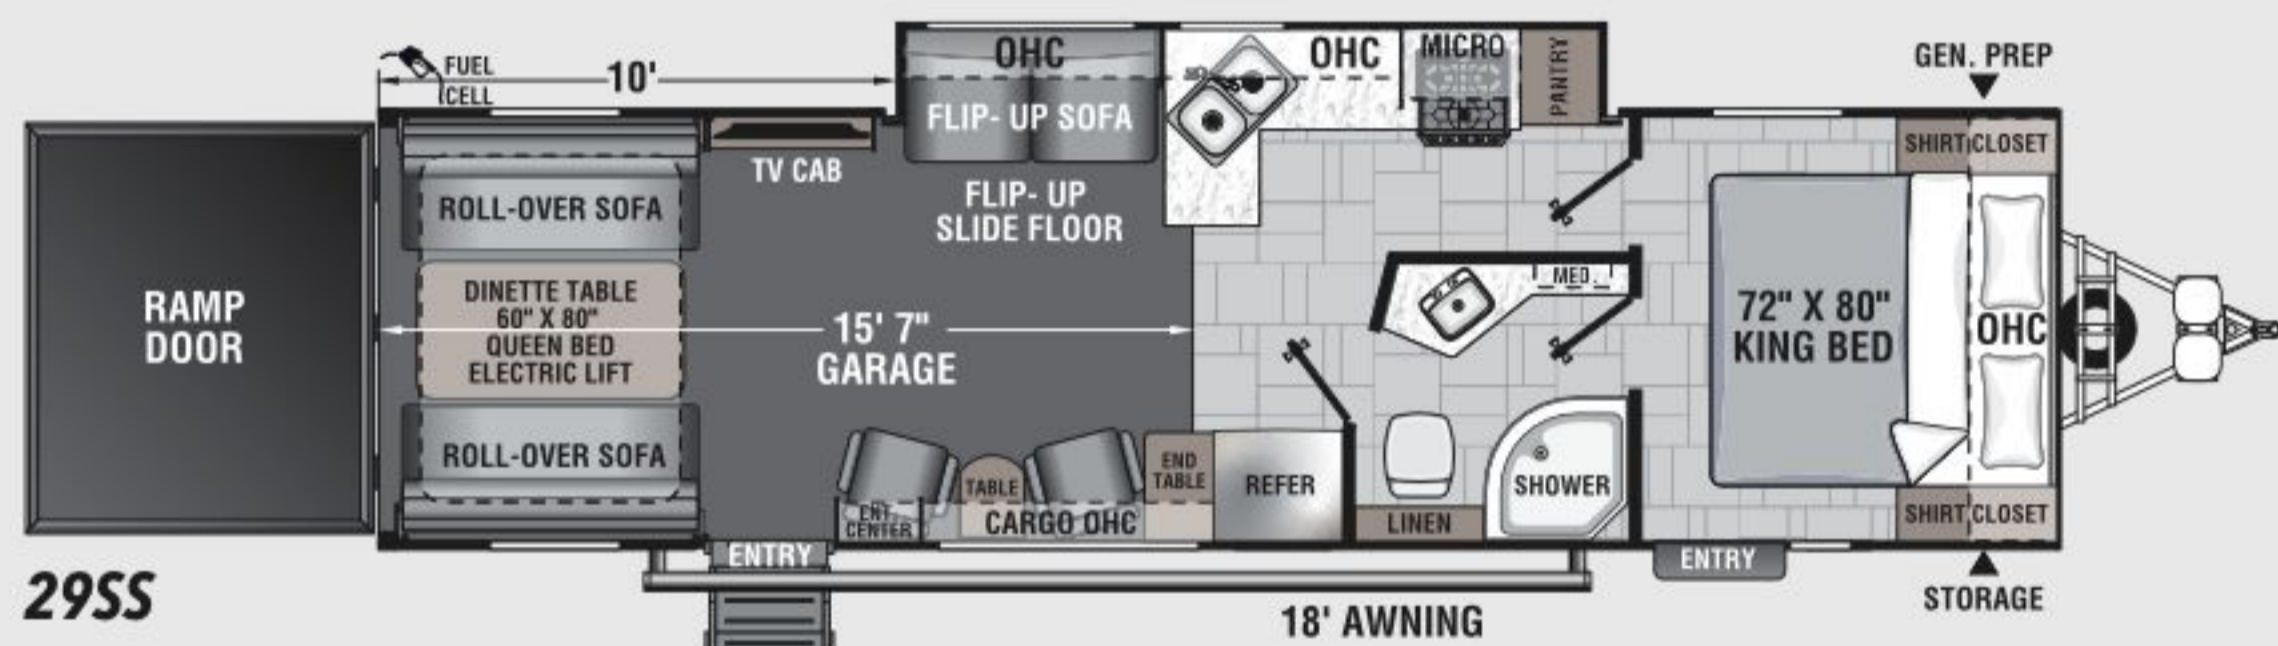 FUEL
CELL
10'
OHC
FLIP- UP SOFA
OHC
MICRO
PANTRY
GEN. PREP
TV CAB
FLIP- UP
SLIDE FLOOR
SHIRT CLOSET
ROLL-OVER SOFA
DINETTE TABLE
60" X 80"
QUEEN BED
ELECTRIC LIFT
ROLL-OVER SOFA
RAMP
DOOR
15' 7"
GARAGE
MED.
72" X 80"
KING BED
OHC
ENT.
CENTER
TABLE
CARGO OHC
END
TABLE
REFER
LINEN
SHOWER
SHIRT CLOSET
ENTRY
ENTRY
STORAGE
29SS
18' AWNING